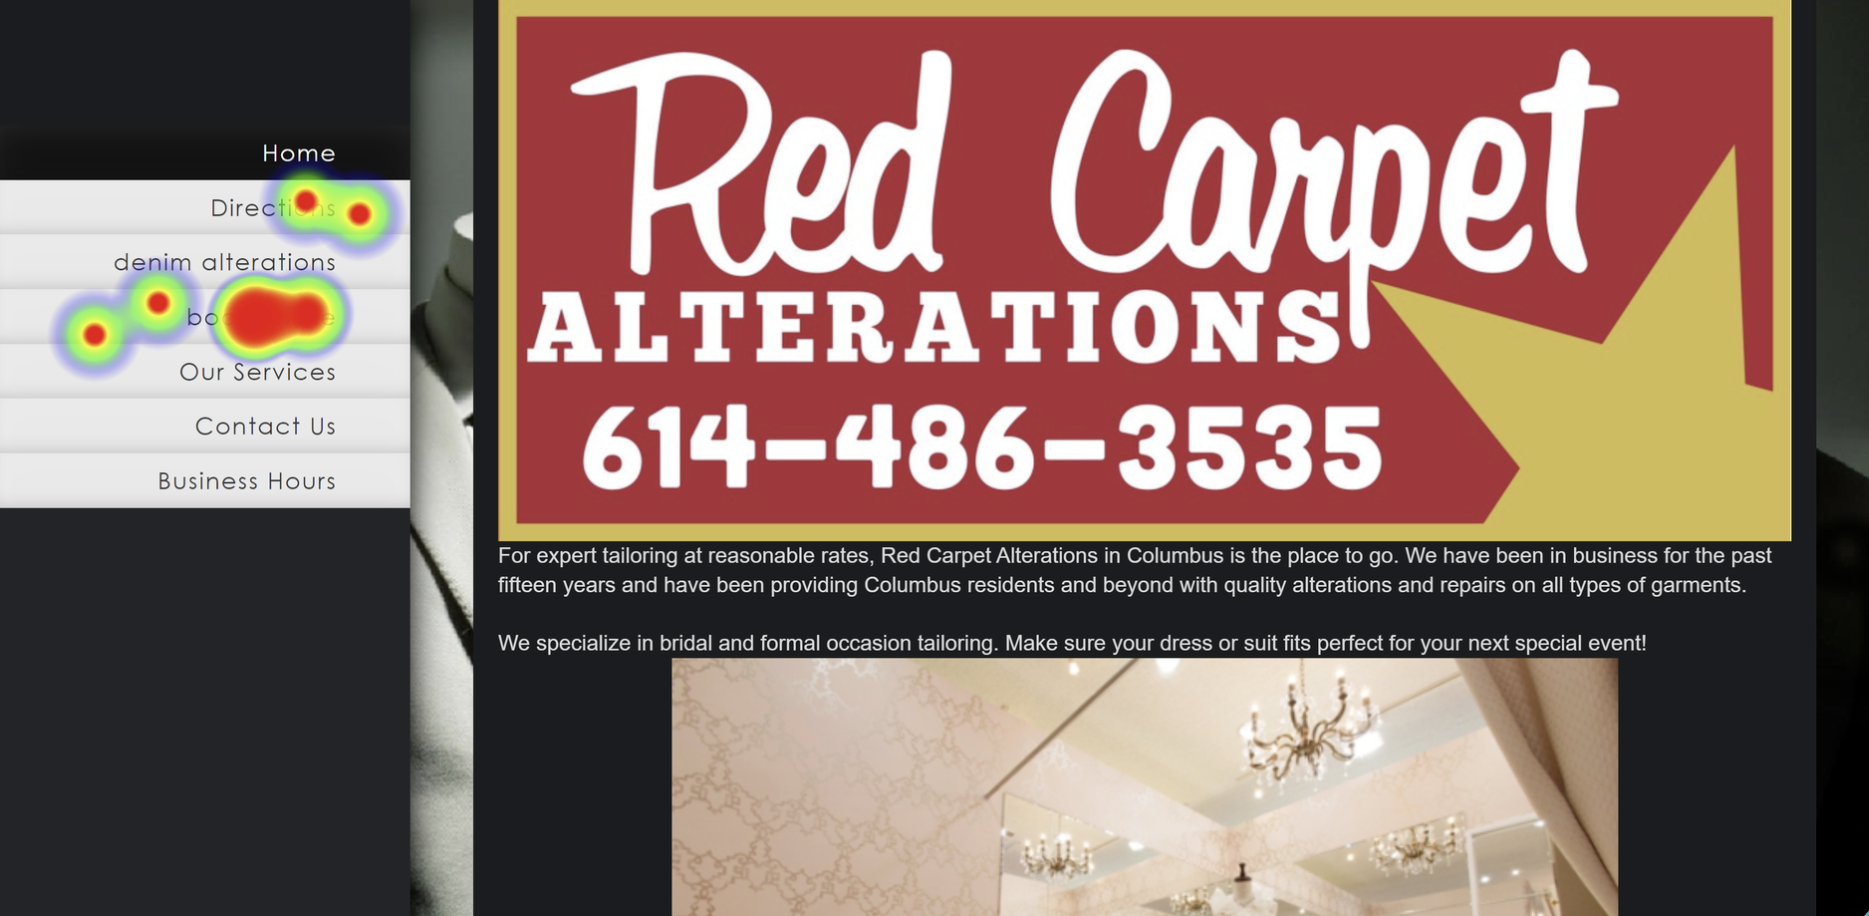 Home
Directions
denim alterations
Our Services
Contact Us
Business Hours
Red Carpet
ALTERATIONS
614-486-3535
For expert tailoring at reasonable rates, Red Carpet Alterations in Columbus is the place to go. We have been in business for the past
fifteen years and have been providing Columbus residents and beyond with quality alterations and repairs on all types of garments.
We specialize in bridal and formal occasion tailoring. Make sure your dress or suit fits perfect for your next special event!